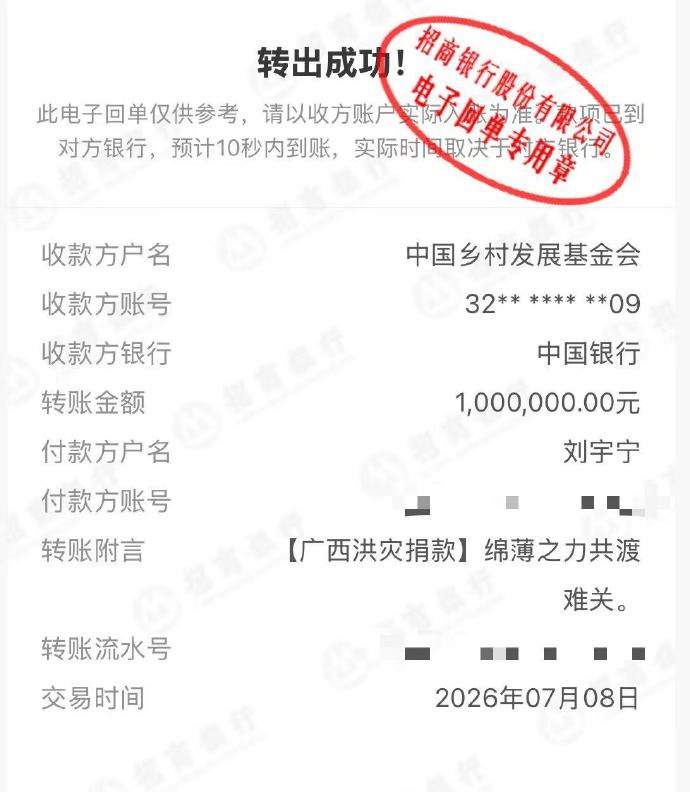 转出成功！
招商银行股份有限公司
电子回单专用章
此电子回单仅供参考，请以收方账户实际入账为准。款项已到
对方银行，预计10秒内到账，实际时间取决于对方银行。
收款方户名 中国乡村发展基金会
收款方账号 32** **** **09
收款方银行 中国银行
转账金额 1,000,000.00元
付款方户名 刘宇宁
付款方账号
转账附言 【广西洪灾捐款】绵薄之力共渡
难关。
转账流水号
交易时间 2026年07月08日
招商银行